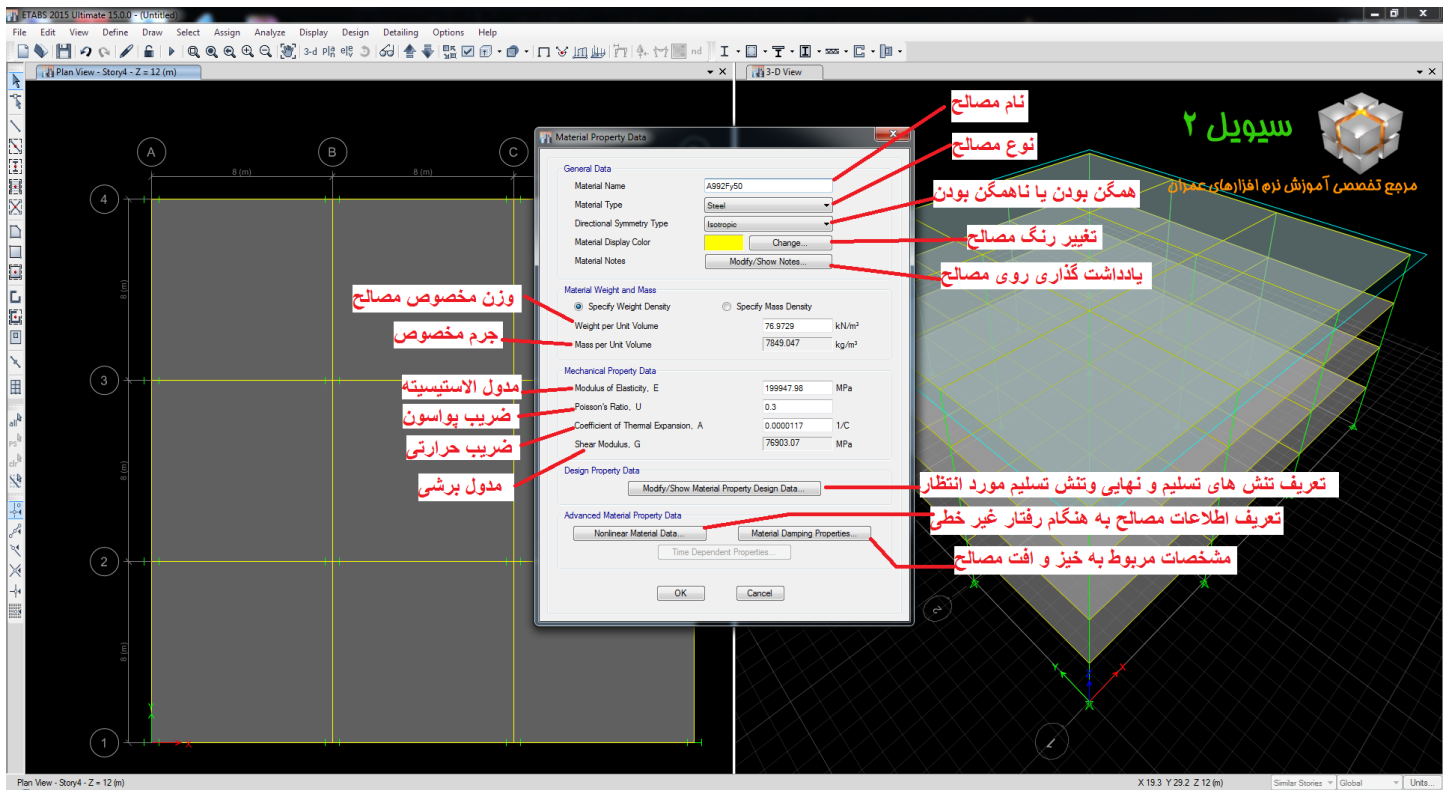 ETABS 2015 Ultimate 15.0.0 - (Untitled)
File Edit View Define Draw Select Assign Analyze Display Design Detailing Options Help
3-d
nd
Plan View - Story4 - Z = 12 (m)
3-D View
A
B
C
8 (m)
8 (m)
4
3
2
1
8 (m)
8 (m)
8 (m)
all
PS
clr
Material Property Data
General Data
Material Name
A992Fy50
Material Type
Steel
Directional Symmetry Type
Isotropic
Material Display Color
Change...
Material Notes
Modify/Show Notes...
Material Weight and Mass
Specify Weight Density
Specify Mass Density
Weight per Unit Volume
76.9729
kN/m³
Mass per Unit Volume
7849.047
kg/m³
Mechanical Property Data
Modulus of Elasticity, E
199947.98
MPa
Poisson's Ratio, U
0.3
Coefficient of Thermal Expansion, A
0.0000117
1/C
Shear Modulus, G
76903.07
MPa
Design Property Data
Modify/Show Material Property Design Data...
Advanced Material Property Data
Nonlinear Material Data...
Material Damping Properties...
Time Dependent Properties...
OK
Cancel
نام مصالح
نوع مصالح
همگن بودن یا ناهمگن بودن
تغییر رنگ مصالح
یادداشت گذاری روی مصالح
وزن مخصوص مصالح
جرم مخصوص
مدول الاستیسیته
ضریب پواسون
ضریب حرارتی
مدول برشی
تعریف تنش های تسلیم و نهایی وتنش تسلیم مورد انتظار
تعریف اطلاعات مصالح به هنگام رفتار غیر خطی
مشخصات مربوط به خیز و افت مصالح
سیویل ۲
مرجع تخصصی آموزش نرم افزارهای عمران
2
1
X
Y
Z
X
Y
Plan View - Story4 - Z = 12 (m)
X 19.3 Y 29.2 Z 12 (m)
Similar Stories
Global
Units...